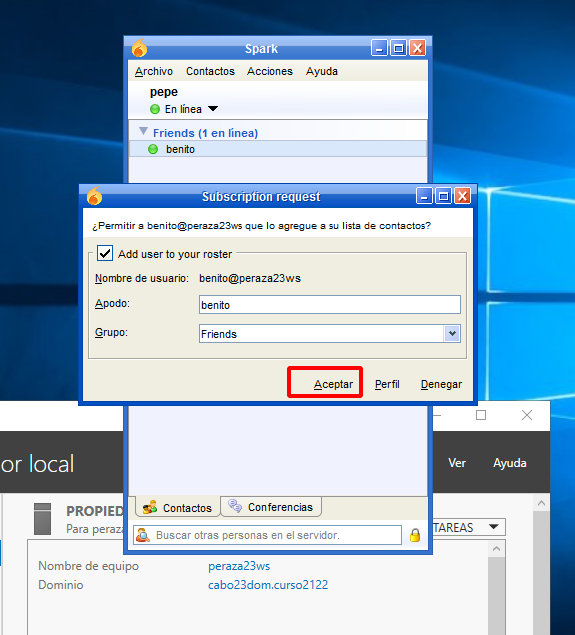 Spark
Archivo Contactos Acciones Ayuda
pepe
En línea
Friends (1 en línea)
benito
Subscription request
¿Permitir a benito@peraza23ws que lo agregue a su lista de contactos?
Add user to your roster
Nombre de usuario: benito@peraza23ws
Apodo: benito
Grupo: Friends
Aceptar Perfil Denegar
or local Ver Ayuda
PROPIED
Para peraza
TAREAS
Contactos Conferencias
Buscar otras personas en el servidor.
Nombre de equipo peraza23ws
Dominio cabo23dom.curso2122